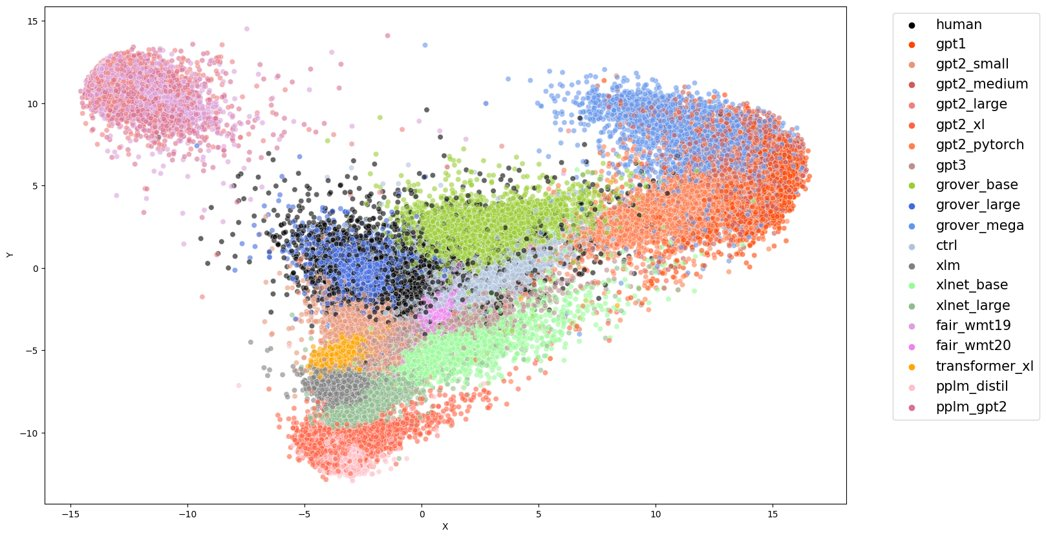 15
10
5
0
−5
−10
Y
−15
−10
−5
0
5
10
15
X
human
gpt1
gpt2_small
gpt2_medium
gpt2_large
gpt2_xl
gpt2_pytorch
gpt3
grover_base
grover_large
grover_mega
ctrl
xlm
xlnet_base
xlnet_large
fair_wmt19
fair_wmt20
transformer_xl
pplm_distil
pplm_gpt2